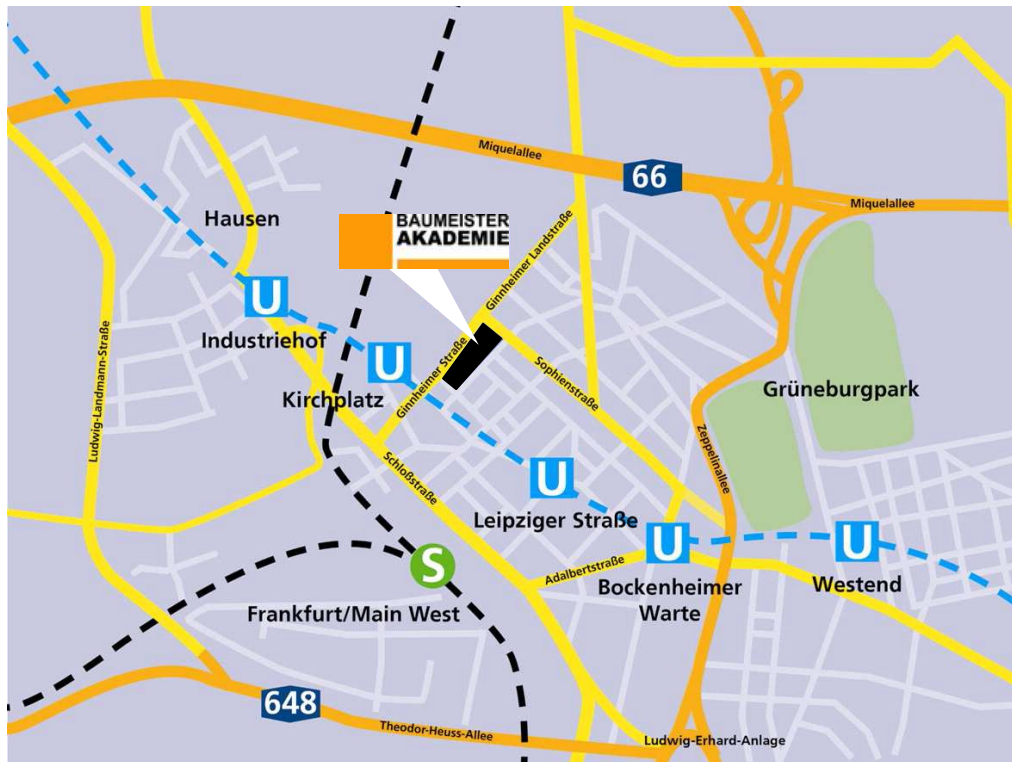 Miquelallee
66
Miquelallee
Hausen
BAUMEISTER
AKADEMIE
Ginnheimer Landstraße
U
Industriehof
U
Kirchplatz
Ginnheimer Straße
Sophienstraße
Grüneburgpark
Ludwig-Landmann-Straße
Zeppelinallee
Schloßstraße
U
Leipziger Straße
U
Bockenheimer
Warte
U
Westend
Adalbertstraße
S
Frankfurt/Main West
648
Theodor-Heuss-Allee
Ludwig-Erhard-Anlage